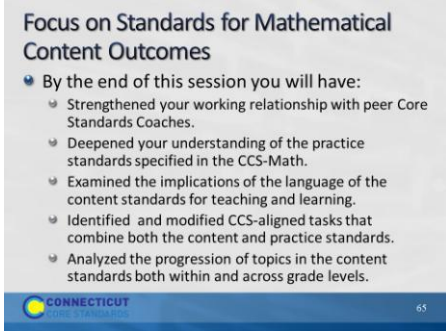 Focus on Standards for Mathematical
Content Outcomes
By the end of this session you will have:
Strengthened your working relationship with peer Core
Standards Coaches.
Deepened your understanding of the practice
standards specified in the CCS-Math.
Examined the implications of the language of the
content standards for teaching and learning.
Identified and modified CCS-aligned tasks that
combine both the content and practice standards.
Analyzed the progression of topics in the content
standards both within and across grade levels.
CONNECTICUT
CORE STANDARDS
65